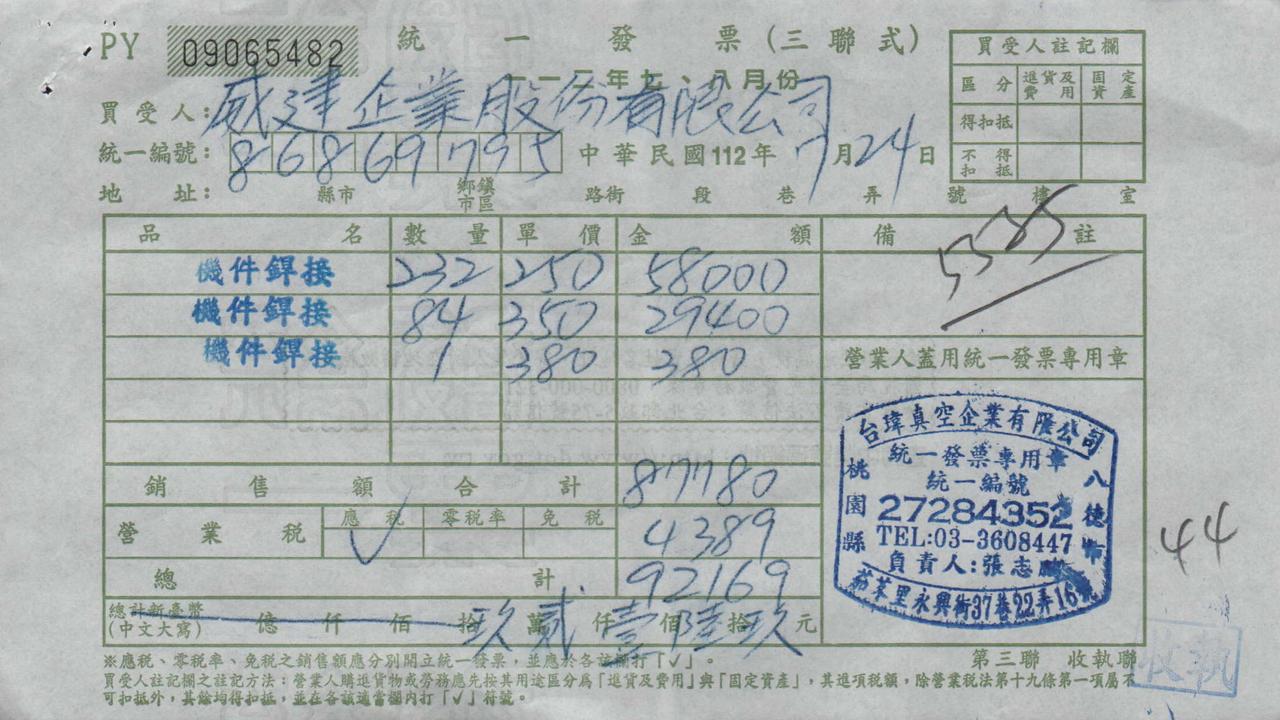 PY 09065482
統一發票(三聯式)
一一二年七、八月份
買受人: 威建企業股份有限公司
統一編號: 86869795 中華民國112年7月24日
地址: 縣市 鄉鎮市區 路街 段 巷 弄 號 樓 室
買受人註記欄
區分 進貨及費用 固定資產
得扣抵
不得扣抵
品名 數量 單價 金額 備註
機件銲接 232 250 58000
機件銲接 84 350 29400
機件銲接 1 380 380
5585
營業人蓋用統一發票專用章
銷售額合計 87780
營業稅 應稅 ✓ 零稅率 免稅 4389
總計 92169
總計新臺幣
(中文大寫) 億 仟 佰 拾玖 萬貳 仟壹 佰陸 拾玖 元
台瑋真空企業有限公司
統一發票專用章
統一編號
27284352
TEL:03-3608447
負責人:張志
桃園縣八德市
茄苳里永興街37巷22弄16號
44
※應稅、零稅率、免稅之銷售額應分別開立統一發票,並應於各該欄打「✓」。
第三聯 收執聯
收執
買受人註記欄之註記方法:營業人購進貨物或勞務應先按其用途區分為「進貨及費用」與「固定資產」,其進項稅額,除營業稅法第十九條第一項屬不
可扣抵外,其餘均得扣抵,並在各該適當欄內打「✓」符號。